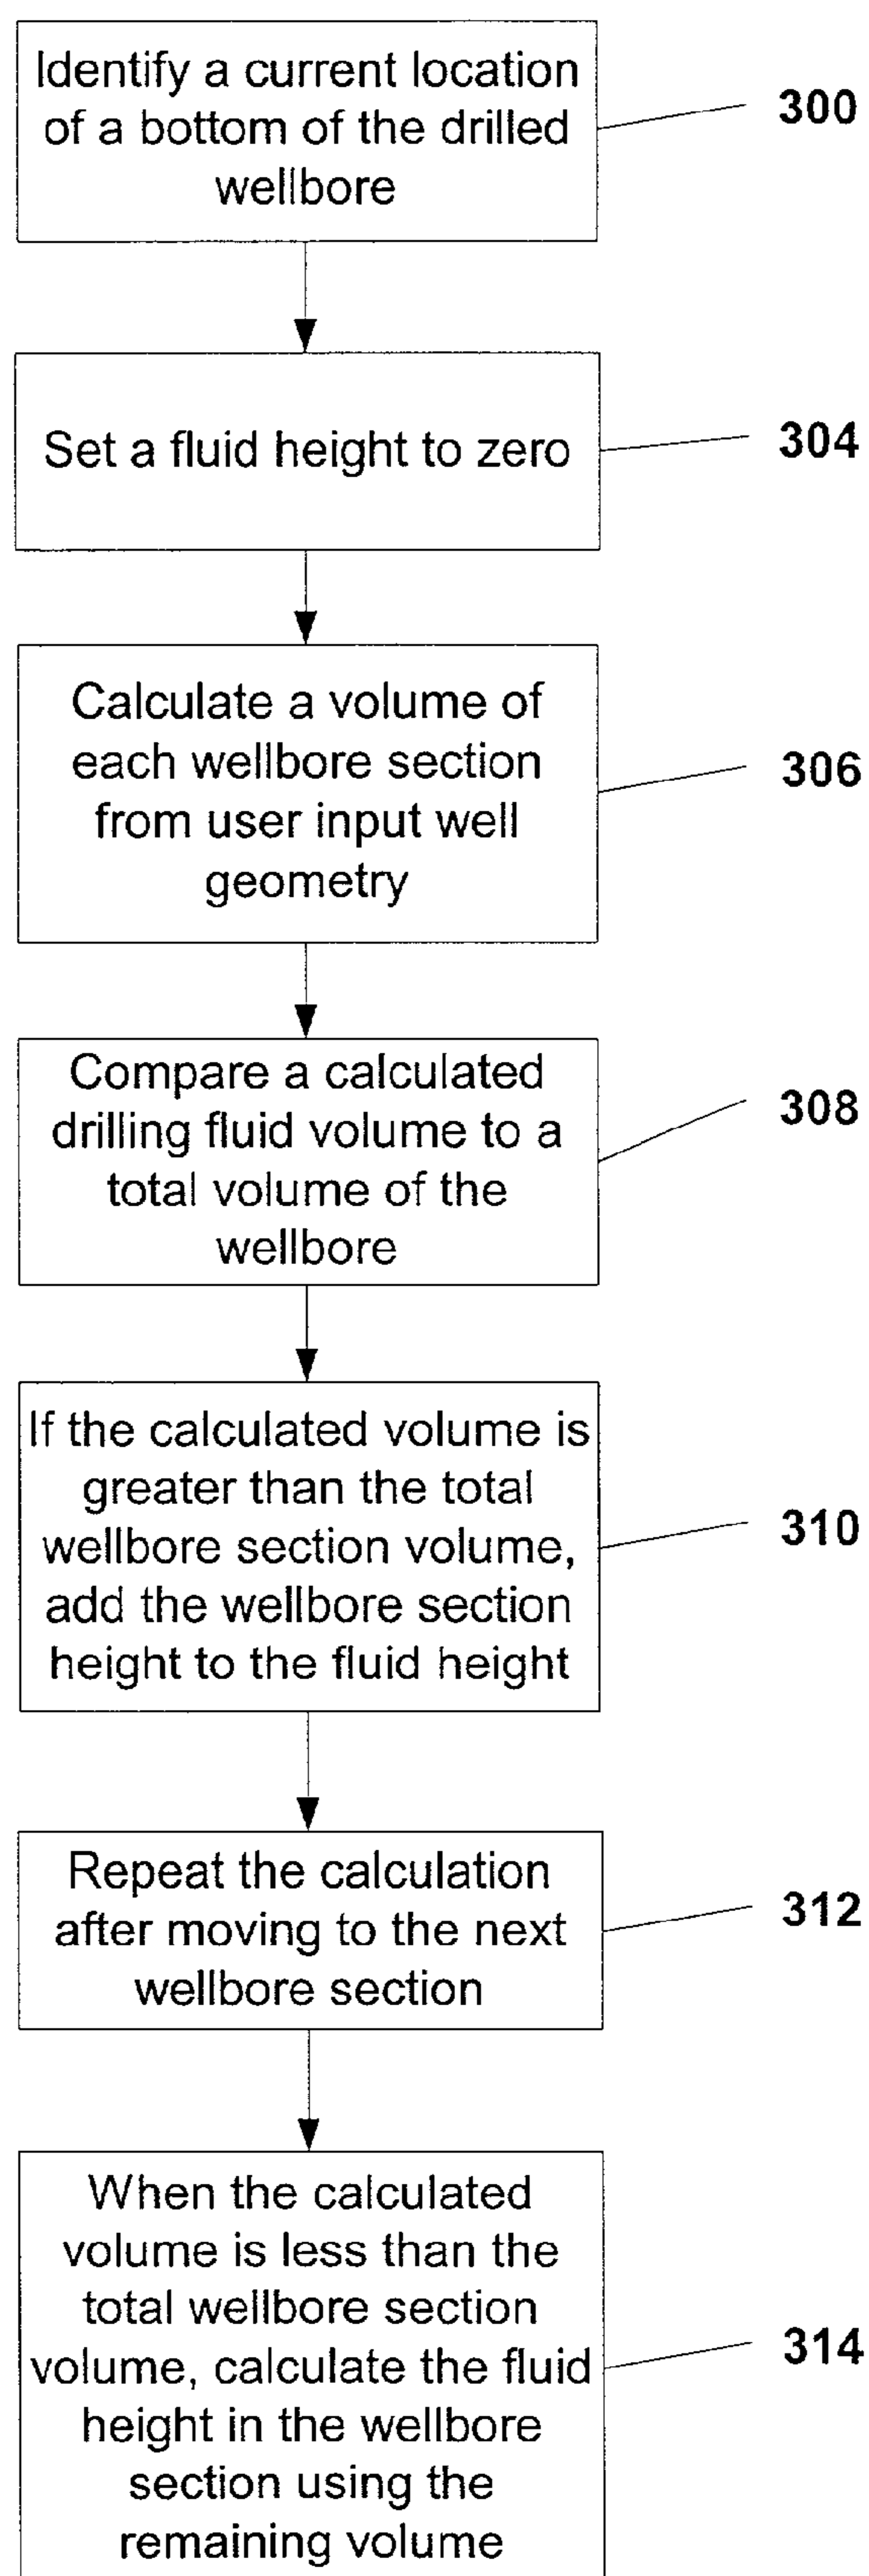 Identify a current location
of a bottom of the drilled
wellbore
300
Set a fluid height to zero
304
Calculate a volume of
each wellbore section
from user input well
geometry
306
Compare a calculated
drilling fluid volume to a
total volume of the
wellbore
308
If the calculated volume is
greater than the total
wellbore section volume,
add the wellbore section
height to the fluid height
310
Repeat the calculation
after moving to the next
wellbore section
312
When the calculated
volume is less than the
total wellbore section
volume, calculate the fluid
height in the wellbore
section using the
remaining volume
314